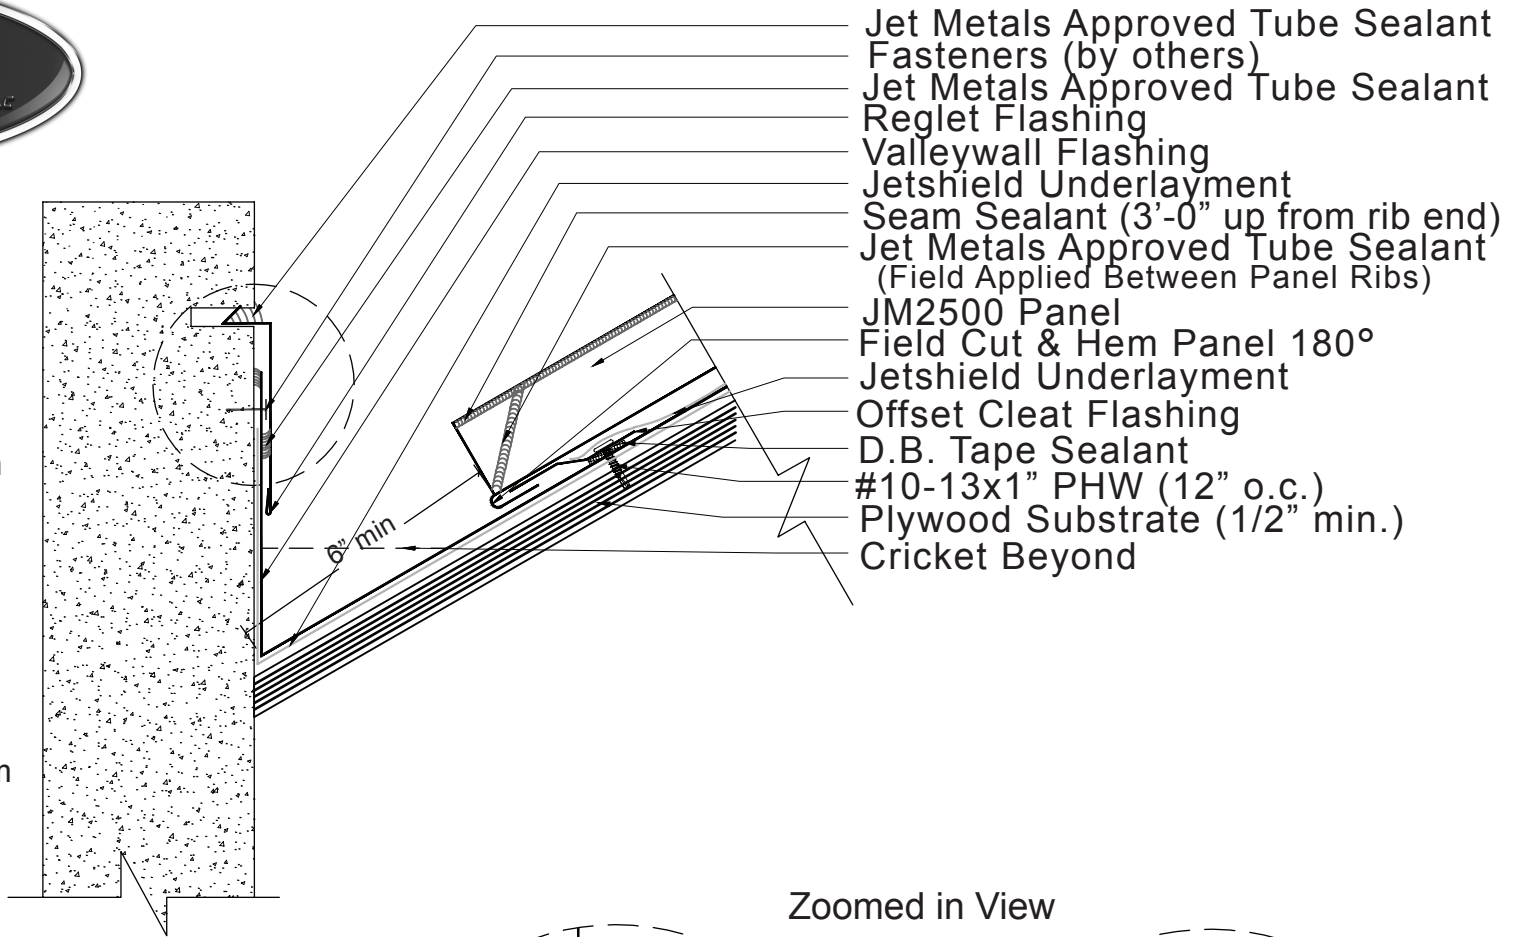 Jet Metals Approved Tube Sealant
Fasteners (by others)
Jet Metals Approved Tube Sealant
Reglet Flashing
Valleywall Flashing
Jetshield Underlayment
Seam Sealant (3’-0” up from rib end)
Jet Metals Approved Tube Sealant
(Field Applied Between Panel Ribs)
JM2500 Panel
Field Cut & Hem Panel 180°
Jetshield Underlayment
Offset Cleat Flashing
D.B. Tape Sealant
#10-13x1” PHW (12” o.c.)
Plywood Substrate (1/2” min.)
Cricket Beyond
6” min
Zoomed in View